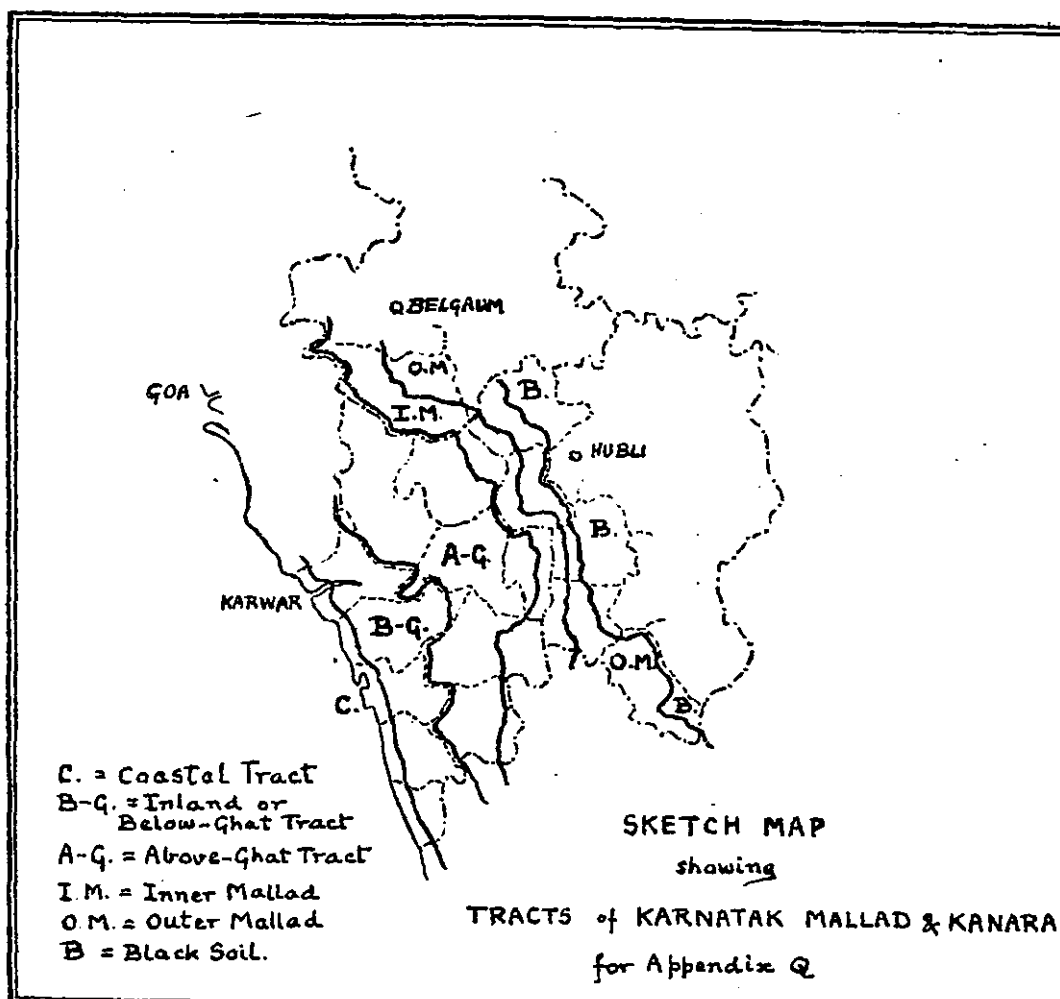 BELGAUM
O.M
B.
I.M.
GOA
HUBLI
B.
A-G.
KARWAR
B-G.
O.M.
C.
B.
C. = Coastal Tract
B-G. = Inland or
Below-Ghat Tract
A-G. = Above-Ghat Tract
I.M. = Inner Mallad
O.M. = Outer Mallad
B = Black Soil.
SKETCH MAP
showing
TRACTS of KARNATAK MALLAD & KANARA
for Appendix Q